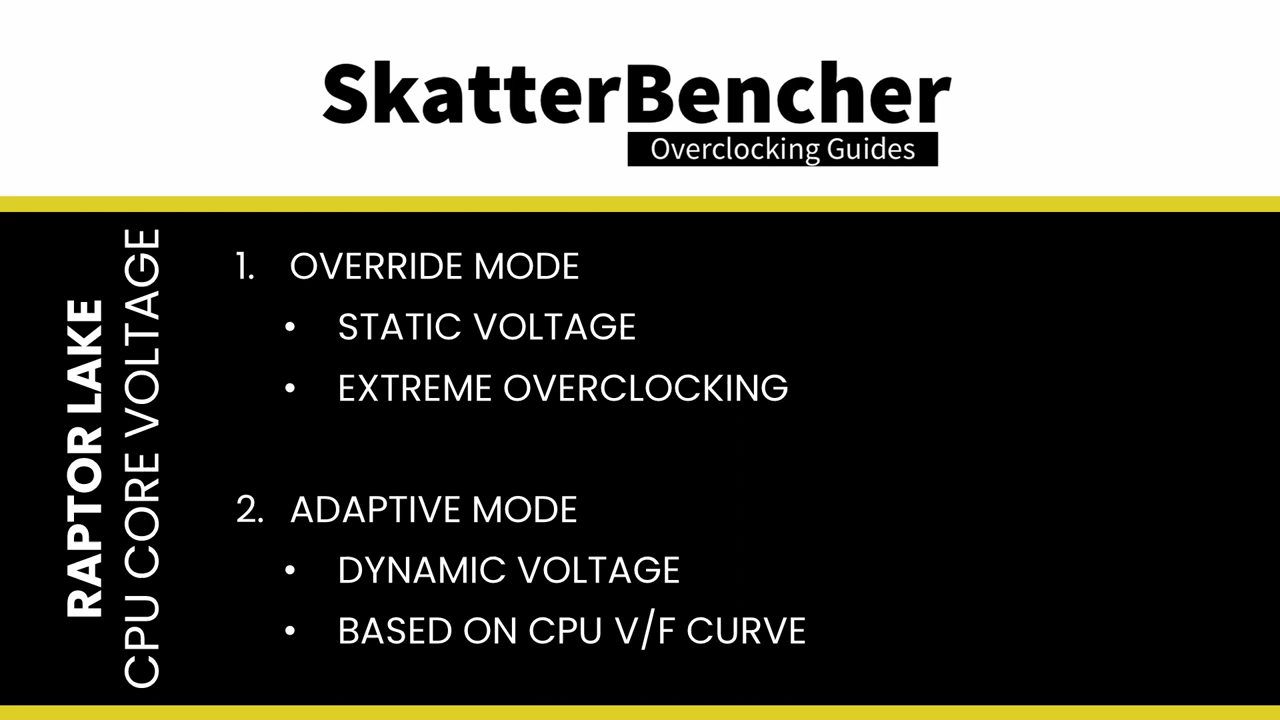 SkatterBencher
Overclocking Guides
RAPTOR LAKE
CPU CORE VOLTAGE
1. OVERRIDE MODE
• STATIC VOLTAGE
• EXTREME OVERCLOCKING
2. ADAPTIVE MODE
• DYNAMIC VOLTAGE
• BASED ON CPU V/F CURVE